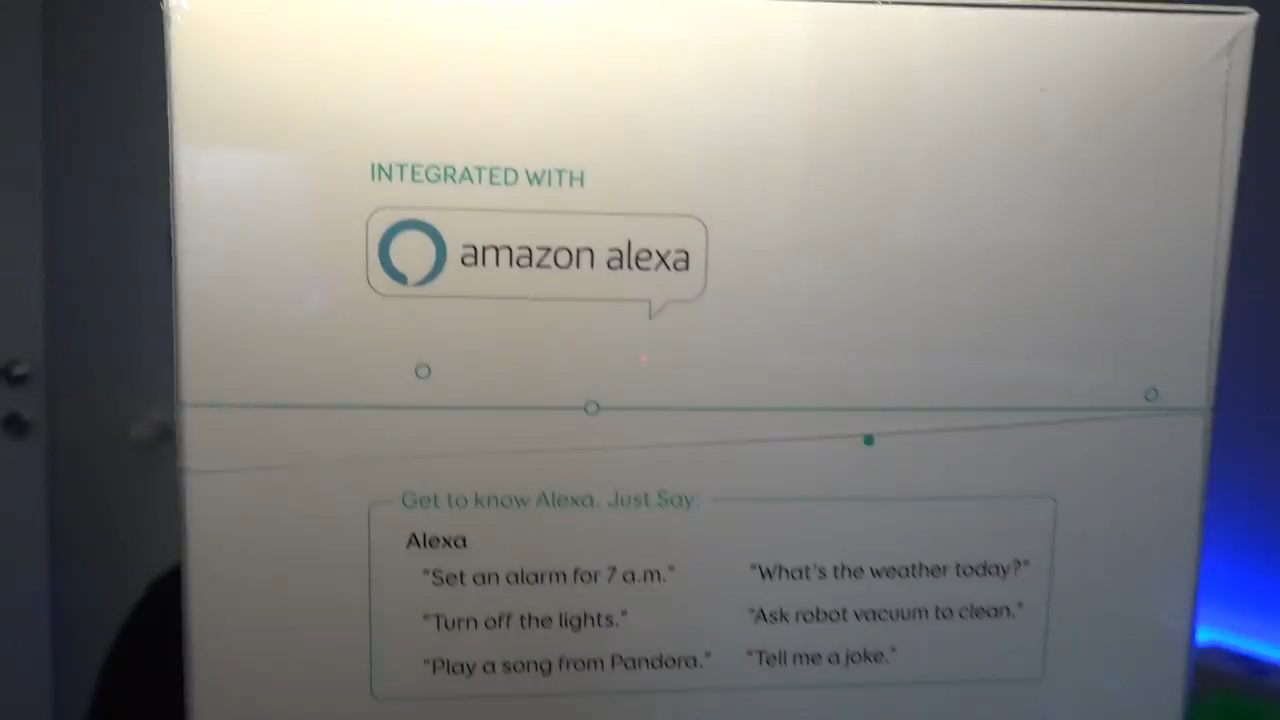 INTEGRATED WITH
amazon alexa
Get to know Alexa. Just Say:
Alexa
"Set an alarm for 7 a.m."
"What's the weather today?"
"Turn off the lights."
"Ask robot vacuum to clean."
"Play a song from Pandora."
"Tell me a joke."